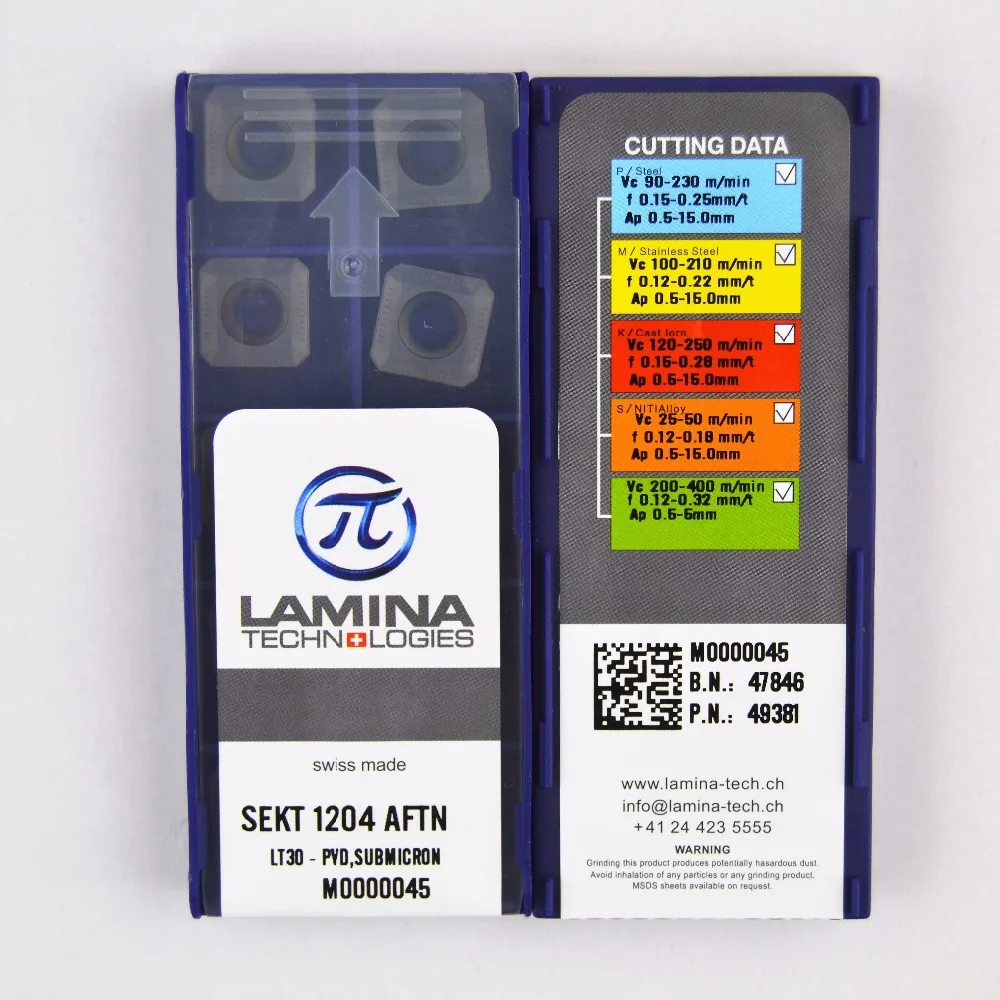 π
LAMINA
TECHNOLOGIES
swiss made
SEKT 1204 AFTN
LT30 - PVD,SUBMICRON
M0000045
CUTTING DATA
P / Steel
Vc 90-230 m/min
f 0.15-0.25mm/t
Ap 0.5-15.0mm
M / Stainless Steel
Vc 100-210 m/min
f 0.12-0.22 mm/t
Ap 0.5-15.0mm
K / Cast Iorn
Vc 120-250 m/min
f 0.15-0.28 mm/t
Ap 0.5-15.0mm
S / NITIAlloy
Vc 25-50 m/min
f 0.12-0.18 mm/t
Ap 0.5-15.0mm
Vc 200-400 m/min
f 0.12-0.32 mm/t
Ap 0.5-5mm
M0000045
B.N.: 47846
P.N.: 49381
www.lamina-tech.ch
info@lamina-tech.ch
+41 24 423 5555
WARNING
Grinding this product produces potentially hazardous dust.
Avoid inhalation of any particles or any grinding product.
MSDS sheets available on request.